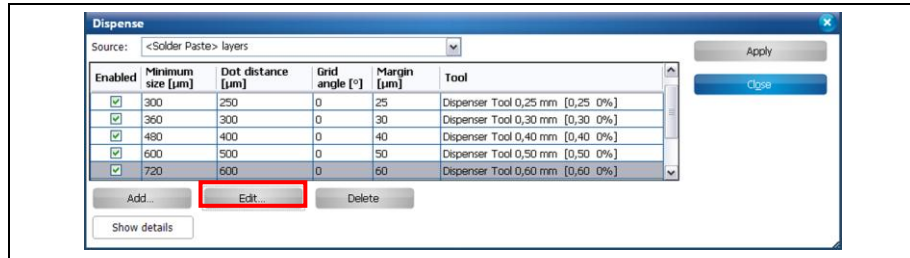 Dispense
Source: <Solder Paste> layers
Apply
Close
Enabled Minimum size [µm] Dot distance [µm] Grid angle [°] Margin [µm] Tool
300 250 0 25 Dispenser Tool 0,25 mm [0,25 0%]
360 300 0 30 Dispenser Tool 0,30 mm [0,30 0%]
480 400 0 40 Dispenser Tool 0,40 mm [0,40 0%]
600 500 0 50 Dispenser Tool 0,50 mm [0,50 0%]
720 600 0 60 Dispenser Tool 0,60 mm [0,60 0%]
Add... Edit... Delete
Show details